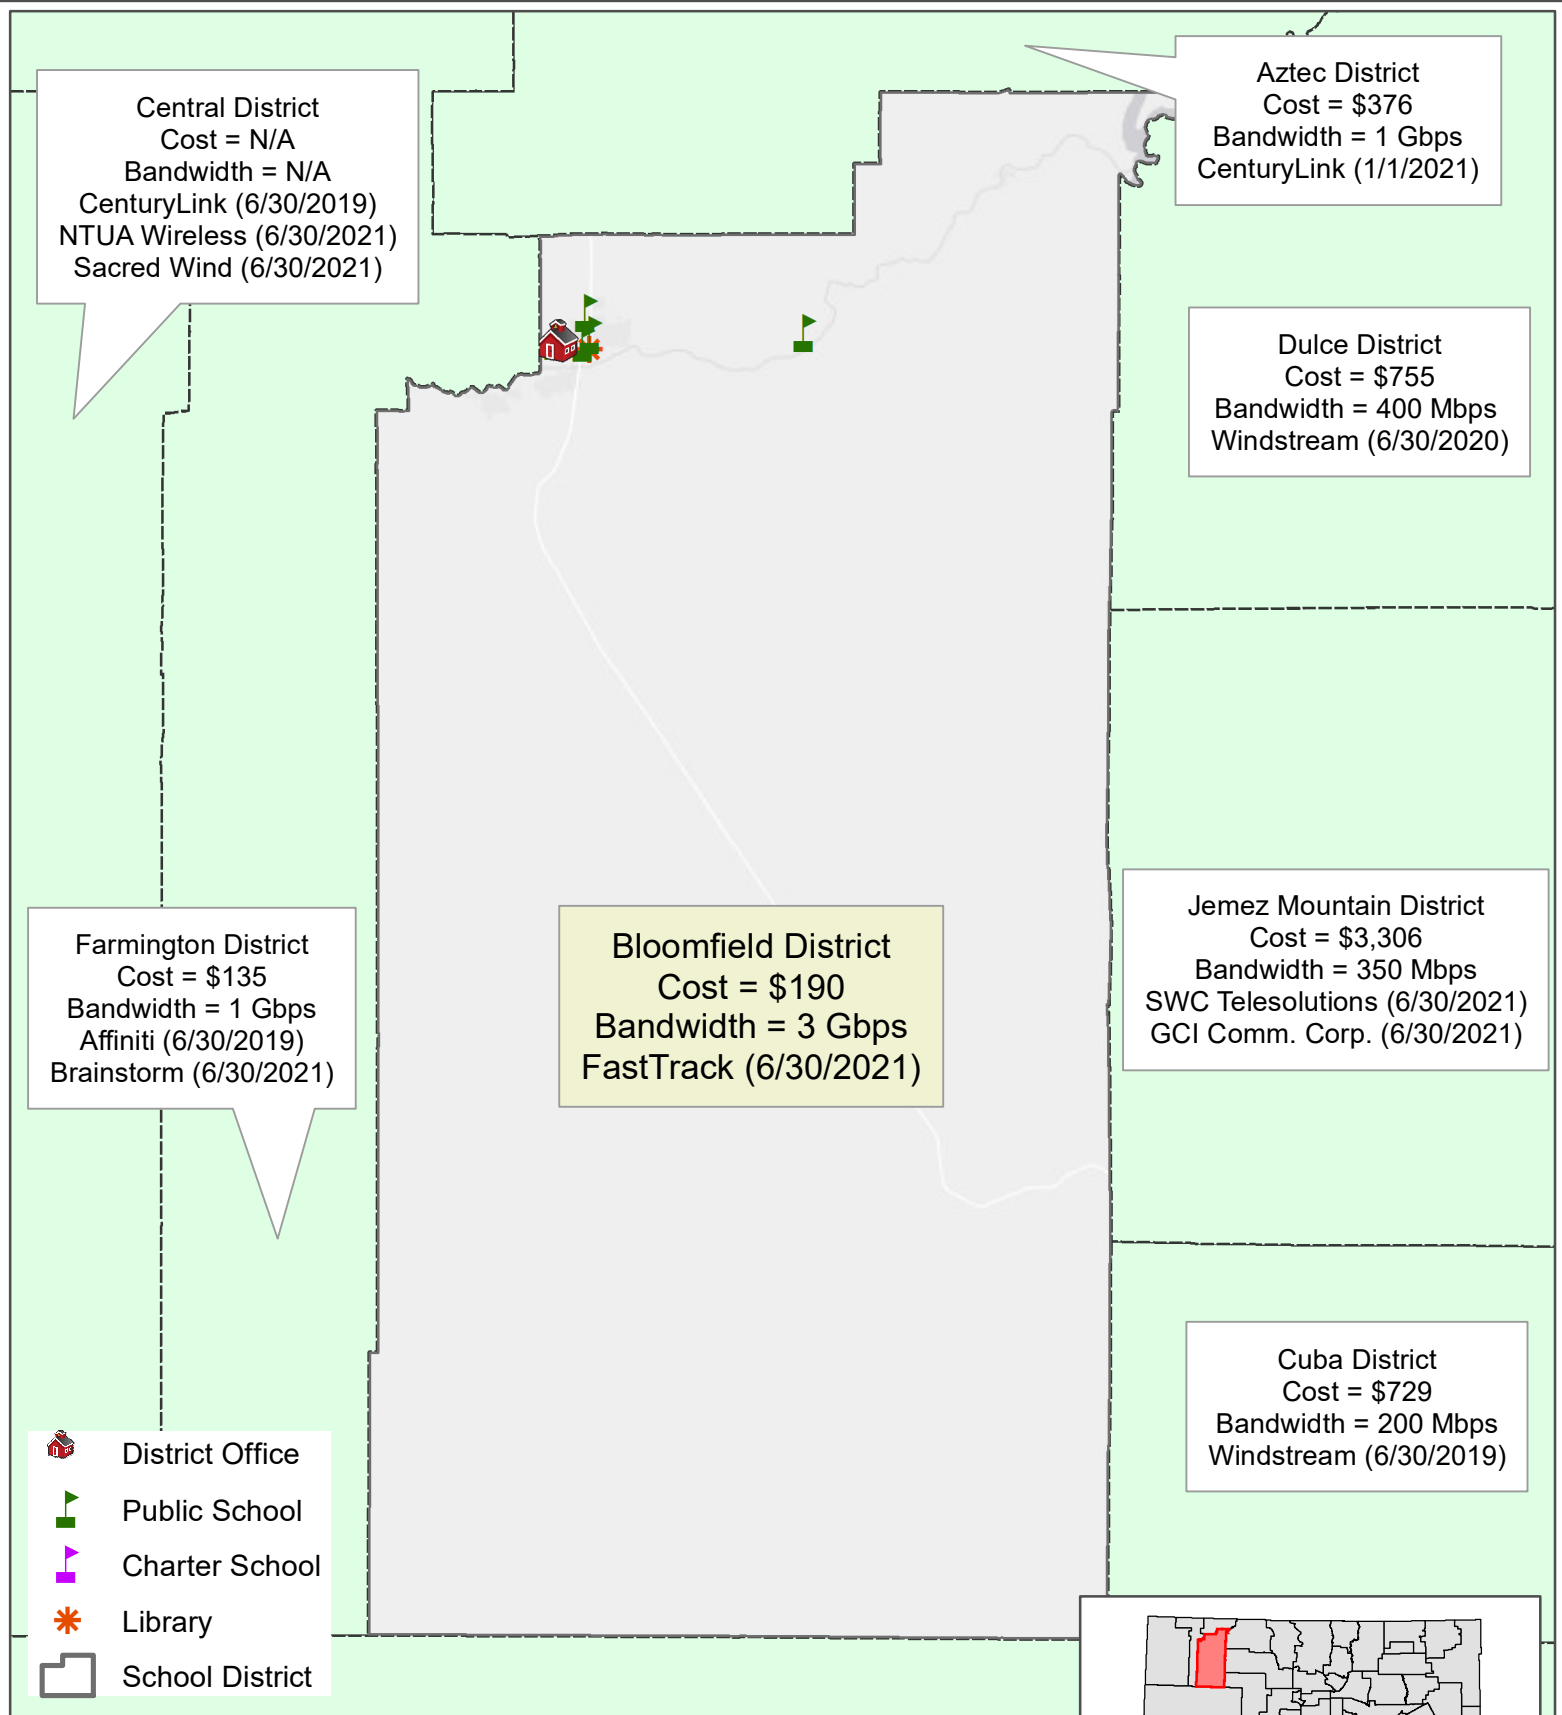 Central District
Cost = N/A
Bandwidth = N/A
CenturyLink (6/30/2019)
NTUA Wireless (6/30/2021)
Sacred Wind (6/30/2021)
Aztec District
Cost = $376
Bandwidth = 1 Gbps
CenturyLink (1/1/2021)
Dulce District
Cost = $755
Bandwidth = 400 Mbps
Windstream (6/30/2020)
Farmington District
Cost = $135
Bandwidth = 1 Gbps
Affiniti (6/30/2019)
Brainstorm (6/30/2021)
Bloomfield District
Cost = $190
Bandwidth = 3 Gbps
FastTrack (6/30/2021)
Jemez Mountain District
Cost = $3,306
Bandwidth = 350 Mbps
SWC Telesolutions (6/30/2021)
GCI Comm. Corp. (6/30/2021)
Cuba District
Cost = $729
Bandwidth = 200 Mbps
Windstream (6/30/2019)
District Office
Public School
Charter School
Library
School District